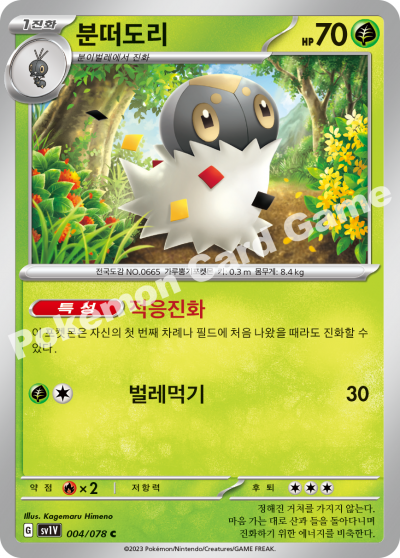 1진화
분떠도리
HP 70
분이벌레에서 진화
전국도감 NO.0665 가루뿜기포켓몬 키: 0.3 m 몸무게: 8.4 kg
특성 적응진화
이 포켓몬은 자신의 첫 번째 차례나 필드에 처음 나왔을 때라도 진화할 수
있다.
벌레먹기 30
약점 ×2 저항력 후퇴
Illus. Kagemaru Himeno
G sv1V 004/078 C
정해진 거처를 가지지 않는다.
마음 가는 대로 산과 들을 돌아다니며
진화하기 위한 에너지를 비축한다.
©2023 Pokémon/Nintendo/Creatures/GAME FREAK.
Pokémon Card Game